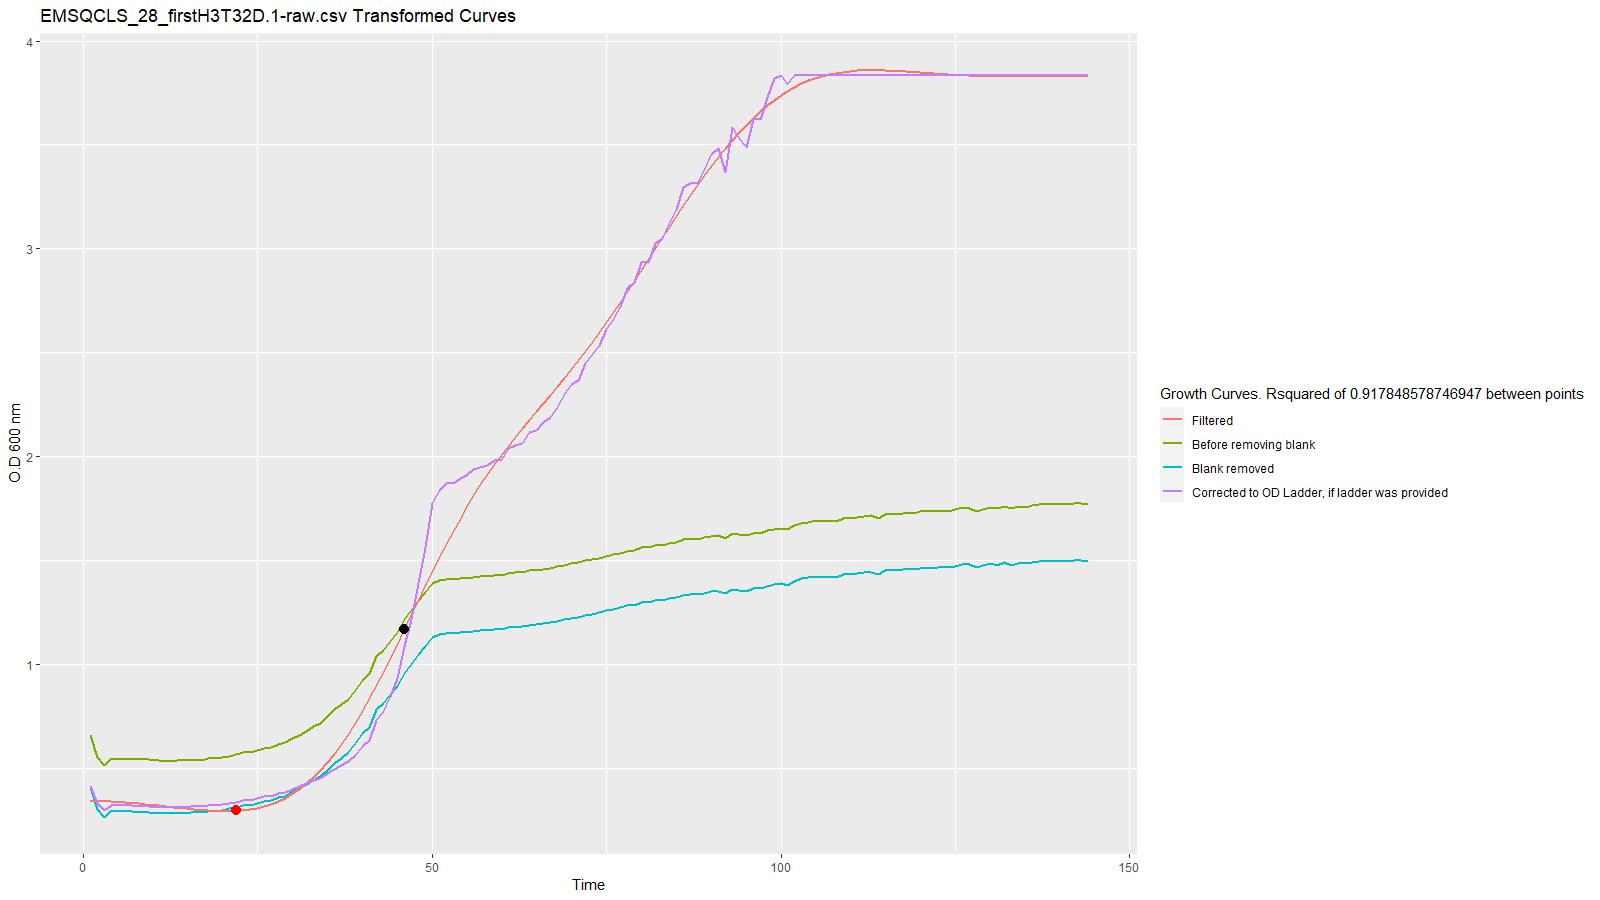 EMSQCLS_28_firstH3T32D.1-raw.csv Transformed Curves
4
3
2
1
O.D 600 nm
0
50
100
150
Time
Growth Curves. Rsquared of 0.917848578746947 between points
Filtered
Before removing blank
Blank removed
Corrected to OD Ladder, if ladder was provided